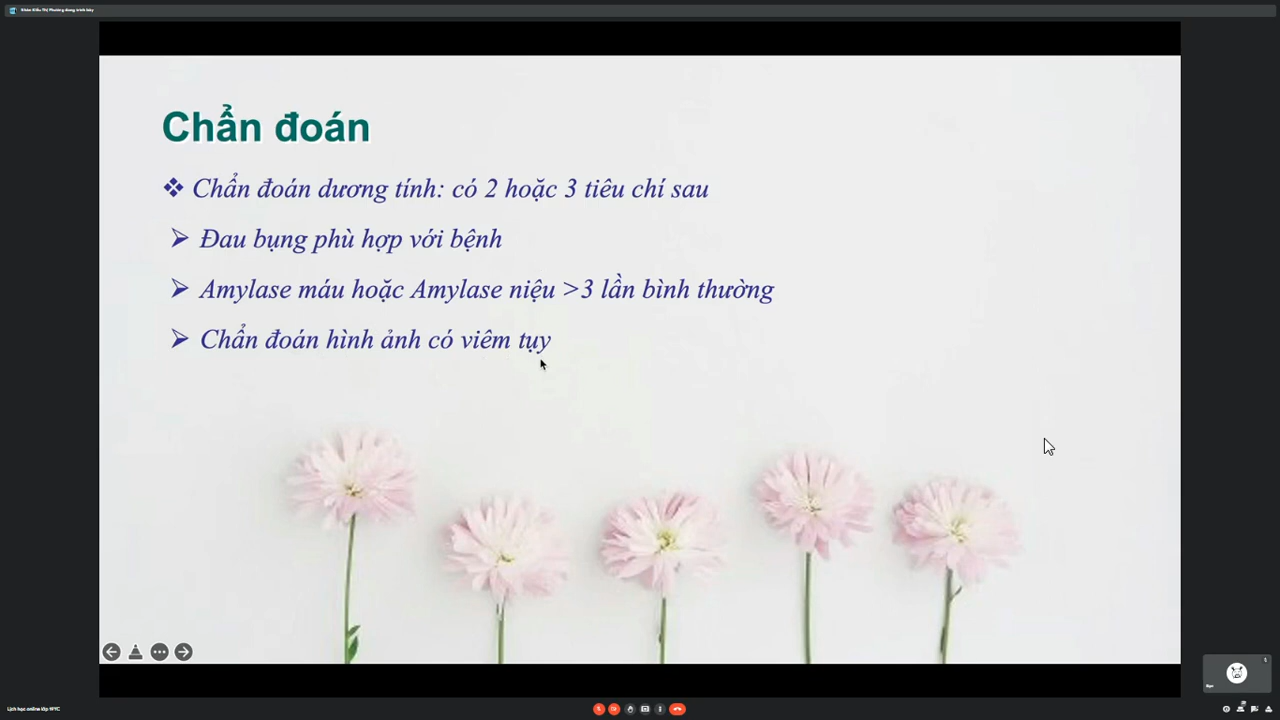 Chẩn đoán
Chẩn đoán dương tính: có 2 hoặc 3 tiêu chí sau
Đau bụng phù hợp với bệnh
Amylase máu hoặc Amylase niệu >3 lần bình thường
Chẩn đoán hình ảnh có viêm tụy